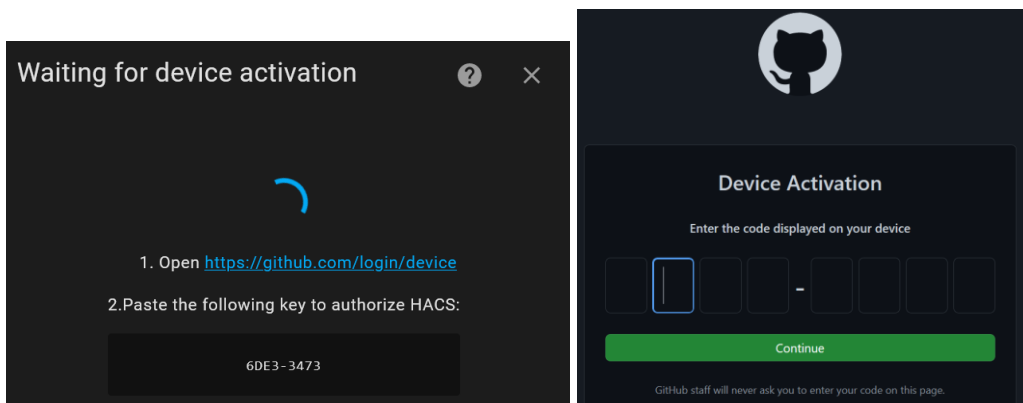 Waiting for device activation
1. Open https://github.com/login/device
2.Paste the following key to authorize HACS:
6DE3-3473
Device Activation
Enter the code displayed on your device
-
Continue
GitHub staff will never ask you to enter your code on this page.